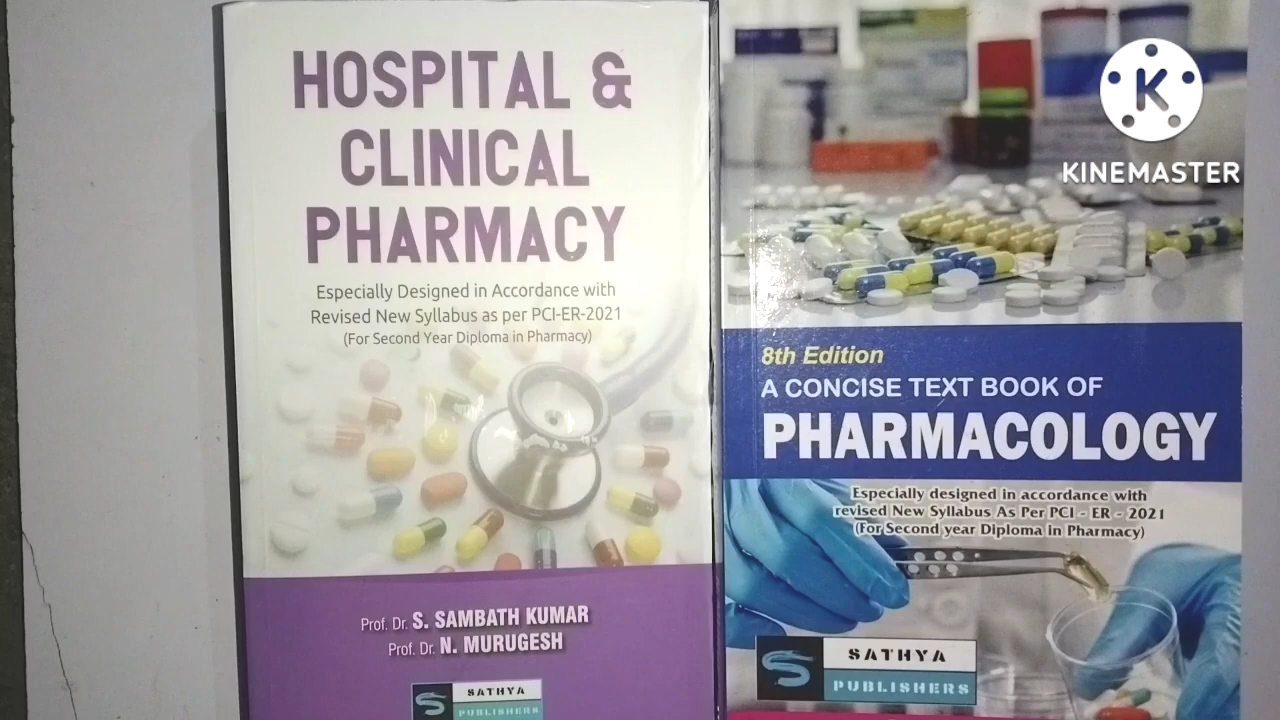 HOSPITAL &
CLINICAL
PHARMACY
Especially Designed in Accordance with
Revised New Syllabus as per PCI-ER-2021
(For Second Year Diploma in Pharmacy)
Prof. Dr. S. SAMBATH KUMAR
Prof. Dr. N. MURUGESH
S
SATHYA
PUBLISHERS
K
KINEMASTER
8th Edition
A CONCISE TEXT BOOK OF
PHARMACOLOGY
Especially designed in accordance with
revised New Syllabus As Per PCI - ER - 2021
(For Second year Diploma in Pharmacy)
S
SATHYA
PUBLISHERS